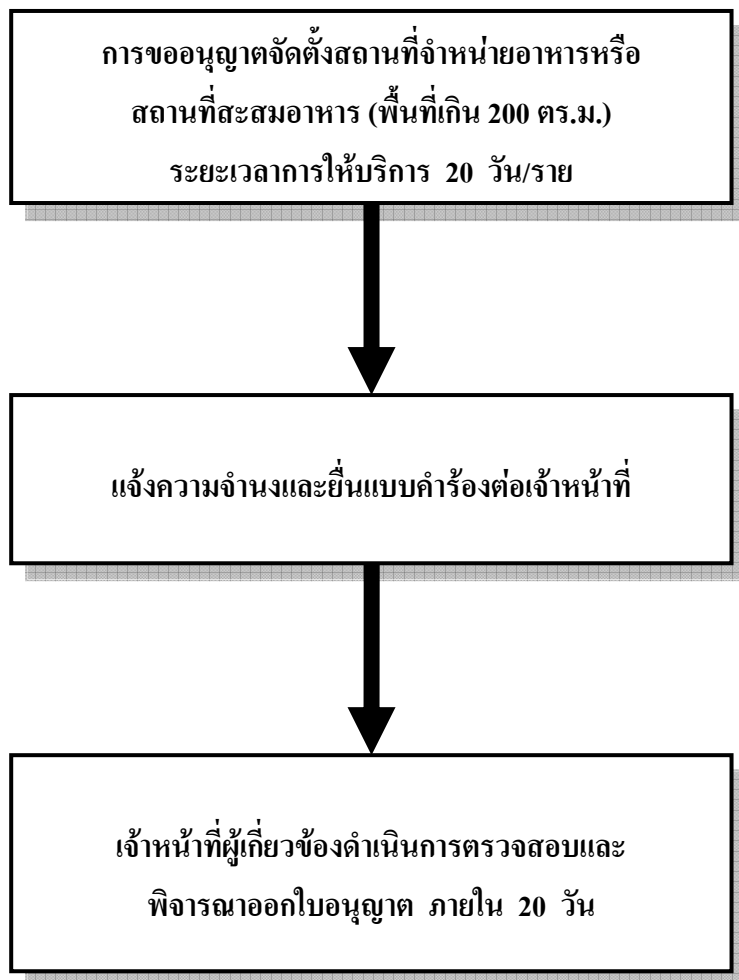 การขออนุญาตจัดตั้งสถานที่จำหน่ายอาหารหรือ
สถานที่สะสมอาหาร (พื้นที่เกิน 200 ตร.ม.)
ระยะเวลาการให้บริการ 20 วัน/ราย
แจ้งความจำนงและยื่นแบบคำร้องต่อเจ้าหน้าที่
เจ้าหน้าที่ผู้เกี่ยวข้องดำเนินการตรวจสอบและ
พิจารณาออกใบอนุญาต ภายใน 20 วัน